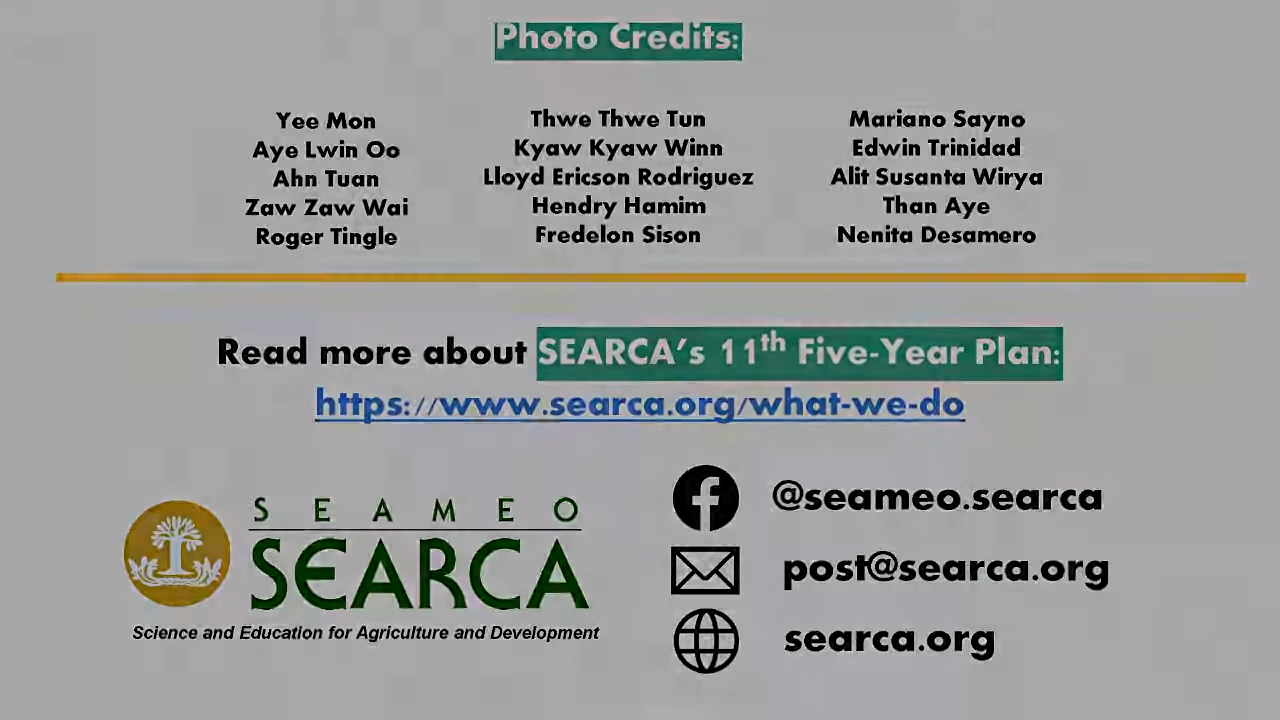 Photo Credits:
Yee Mon
Aye Lwin Oo
Ahn Tuan
Zaw Zaw Wai
Roger Tingle
Thwe Thwe Tun
Kyaw Kyaw Winn
Lloyd Ericson Rodriguez
Hendry Hamim
Fredelon Sison
Mariano Sayno
Edwin Trinidad
Alit Susanta Wirya
Than Aye
Nenita Desamero
Read more about SEARCA's 11th Five-Year Plan:
https://www.searca.org/what-we-do
SEAMEO
SEARCA
Science and Education for Agriculture and Development
@seameo.searca
post@searca.org
searca.org